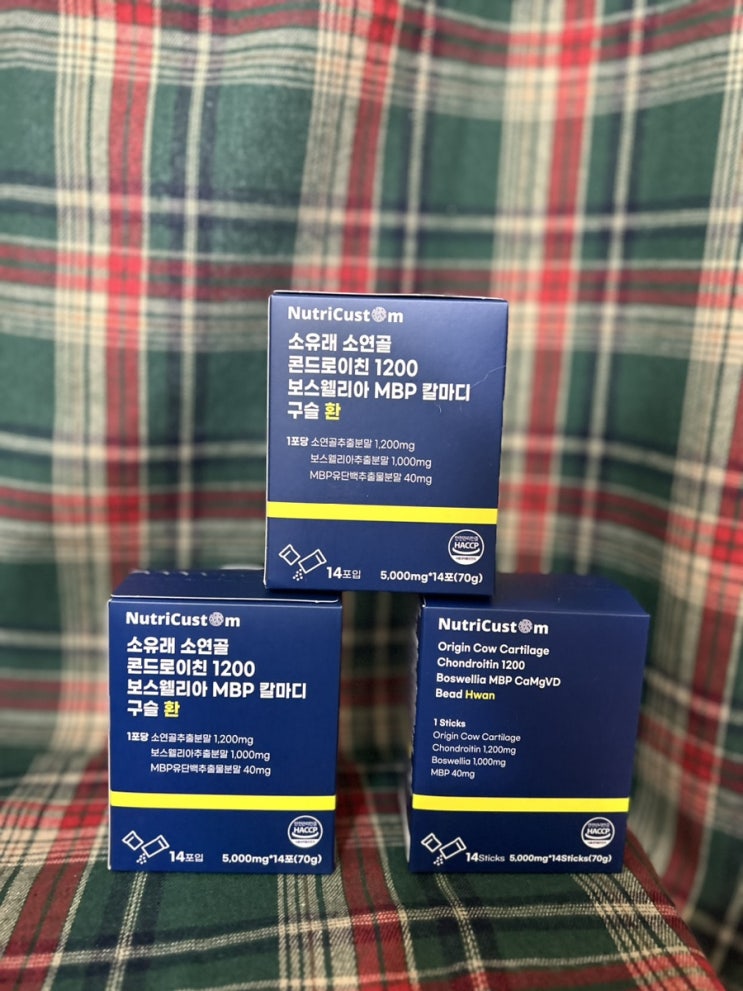 NutriCustom
소유래 소연골
콘드로이친 1200
보스웰리아 MBP 칼마디
구슬 환
1포당 소연골추출분말 1,200mg
보스웰리아추출분말 1,000mg
MBP유단백추출물분말 40mg
HACCP
14포입 5,000mg*14포(70g)
NutriCustom
소유래 소연골
콘드로이친 1200
보스웰리아 MBP 칼마디
구슬 환
1포당 소연골추출분말 1,200mg
보스웰리아추출분말 1,000mg
MBP유단백추출물분말 40mg
HACCP
14포입 5,000mg*14포(70g)
NutriCustom
Origin Cow Cartilage
Chondroitin 1200
Boswellia MBP CaMgVD
Bead Hwan
1 Sticks
Origin Cow Cartilage
Chondroitin 1,200mg
Boswellia 1,000mg
MBP 40mg
HACCP
14Sticks 5,000mg*14Sticks(70g)